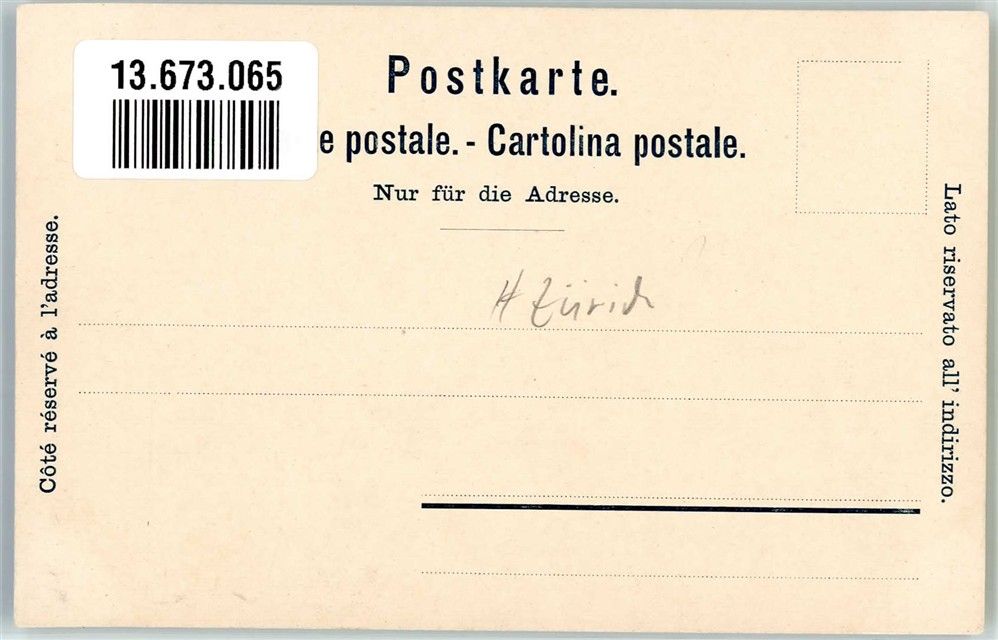 13.673.065
Postkarte.
e postale. - Cartolina postale.
Nur für die Adresse.
Côté réservé à l'adresse.
Lato riservato all' indirizzo.
H Zürich